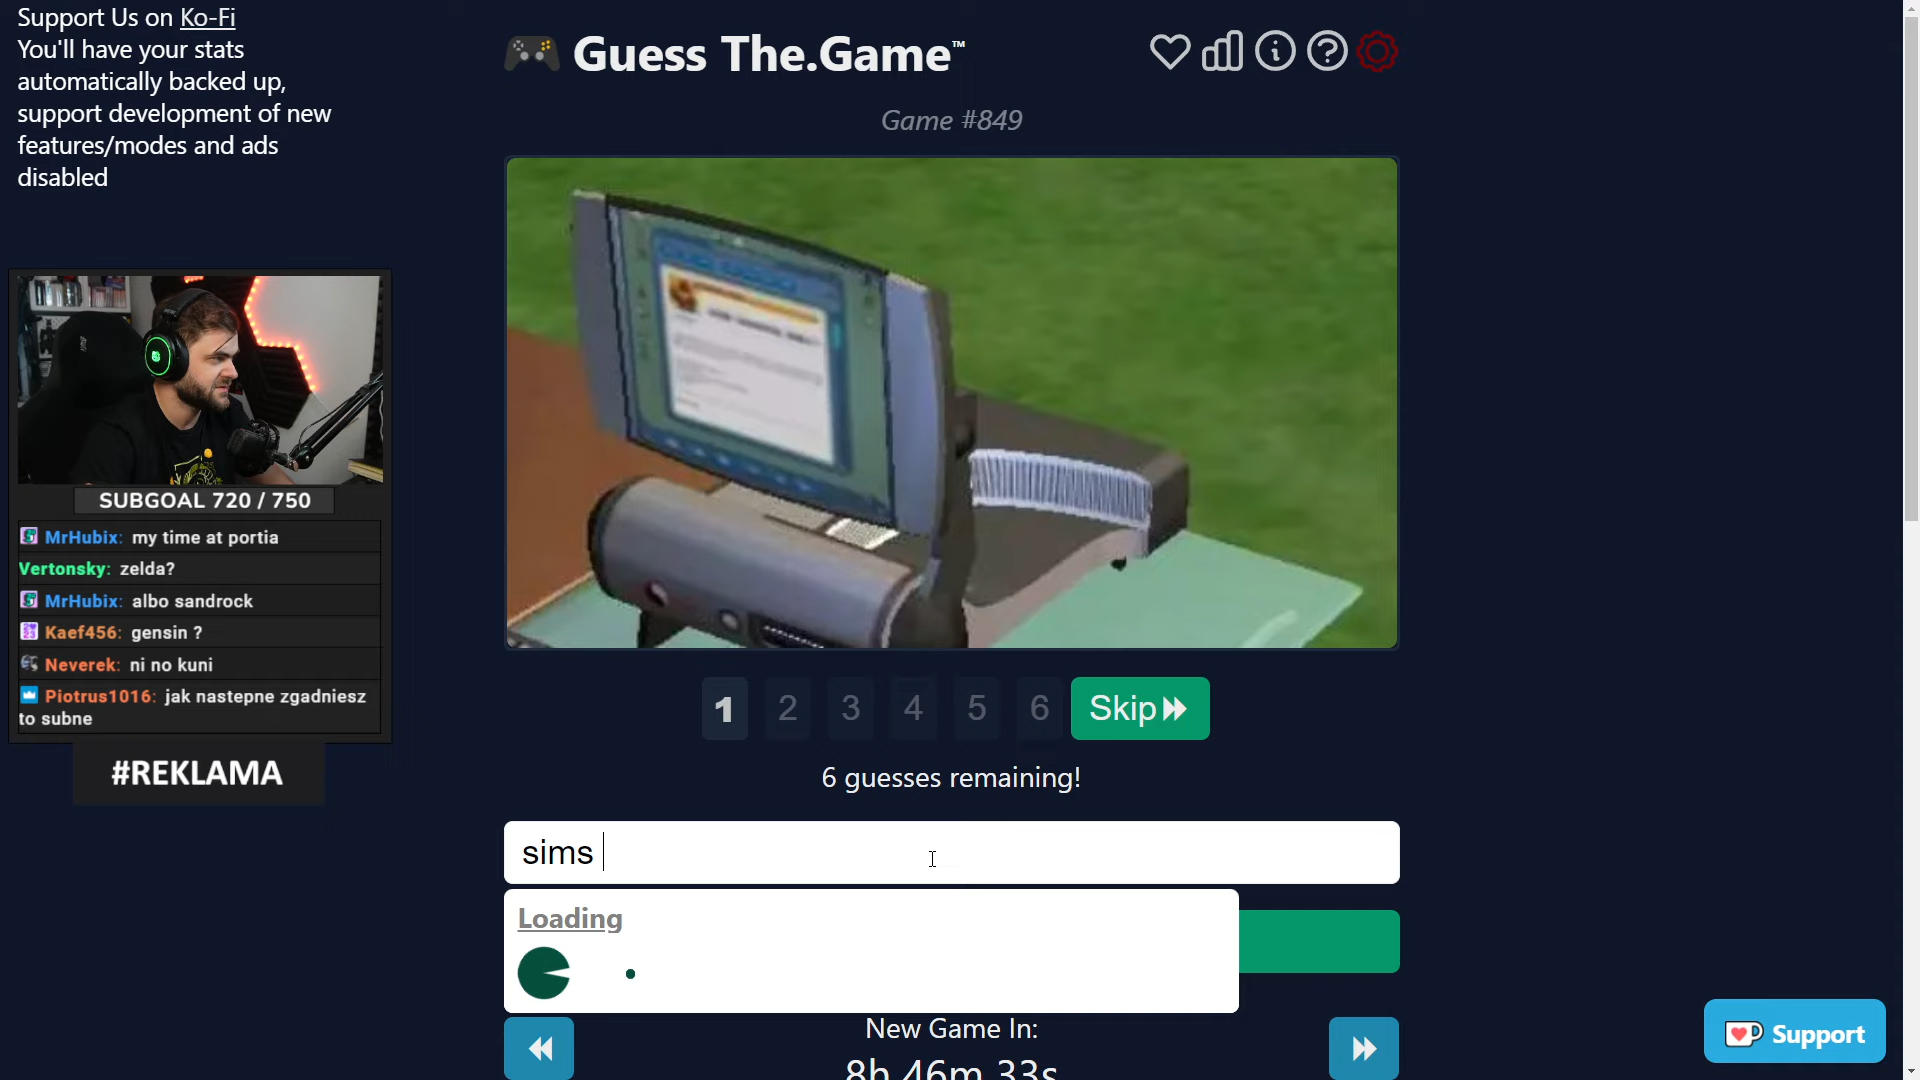 Support Us on Ko-Fi
You'll have your stats
automatically backed up,
support development of new
features/modes and ads
disabled
Guess The.Game™
Game #849
SUBGOAL 720 / 750
MrHubix: my time at portia
Vertonsky: zelda?
MrHubix: albo sandrock
Kaef456: gensin ?
Neverek: ni no kuni
Piotrus1016: jak nastepne zgadniesz
to subne
#REKLAMA
1 2 3 4 5 6 Skip
6 guesses remaining!
sims
Loading
New Game In:
8h 46m 33s
Support